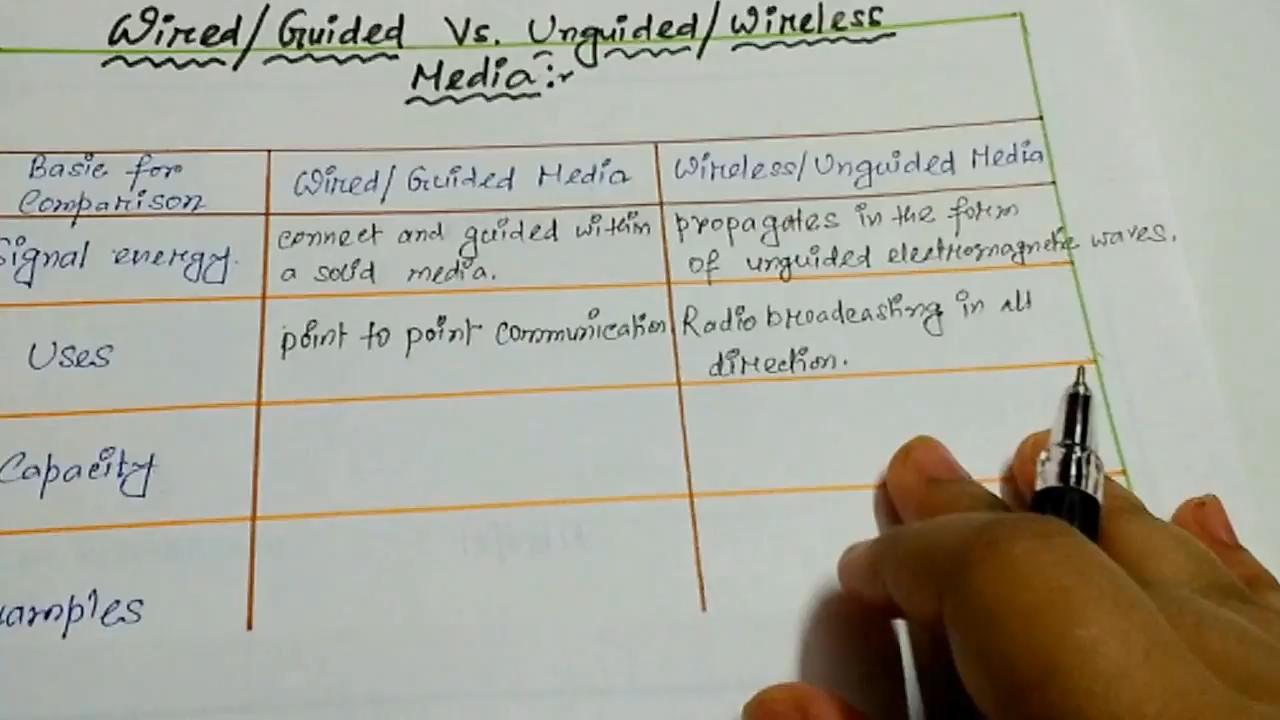 Wired/Guided Vs. Unguided/Wireless
Media:-
Basic for
Comparison
Wired/Guided Media
Wireless/Unguided Media
Signal energy.
connect and guided within
a solid media.
propagates in the form
of unguided electromagnetic waves.
Uses
point to point communication
Radio broadcasting in all
direction.
Capacity
amples